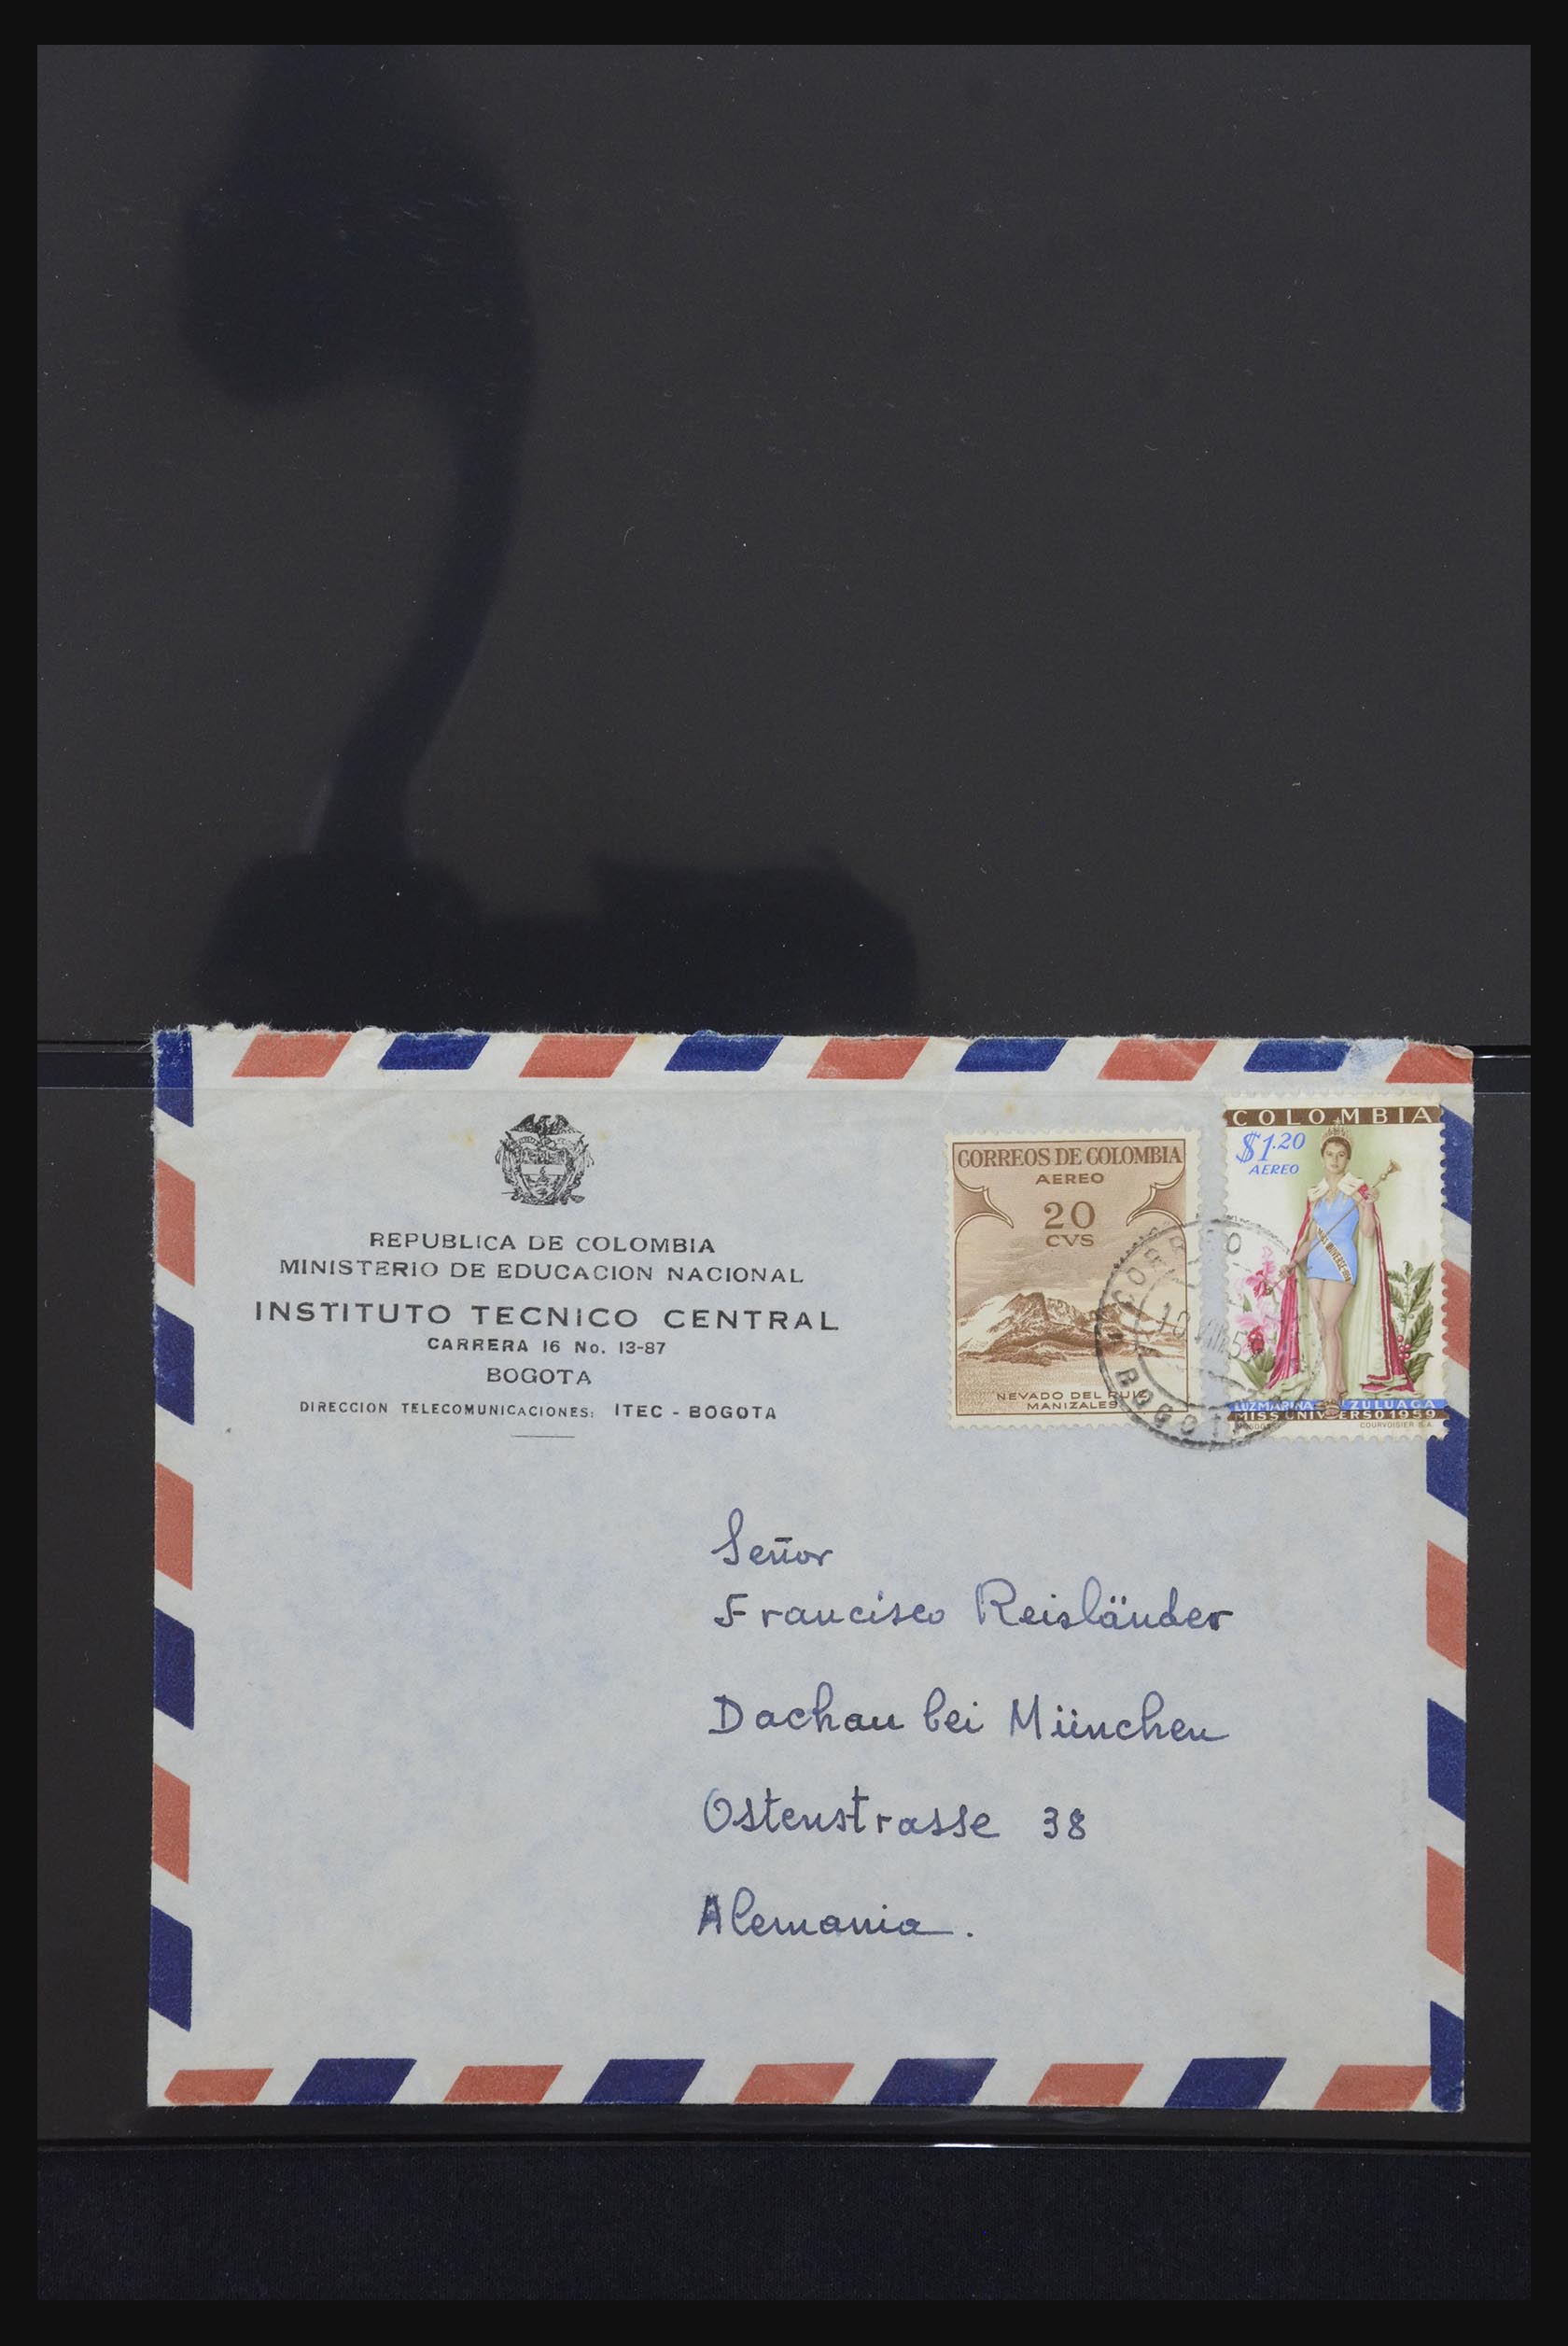 REPUBLICA DE COLOMBIA
MINISTERIO DE EDUCACION NACIONAL
INSTITUTO TECNICO CENTRAL
CARRERA 16 No. 13-87
BOGOTA
DIRECCION TELECOMUNICACIONES: ITEC - BOGOTA
CORREOS DE COLOMBIA
AEREO
20
CVS
NEVADO DEL RUIZ
MANIZALES
COLOMBIA
$1.20
AEREO
LUZ MARINA ZULUAGA
MISS UNIVERSO 1959
COURVOISIER S.A.
BOGOTA
Señor
Francisco Reisländer
Dachau bei München
Ostenstrasse 38
Alemania.